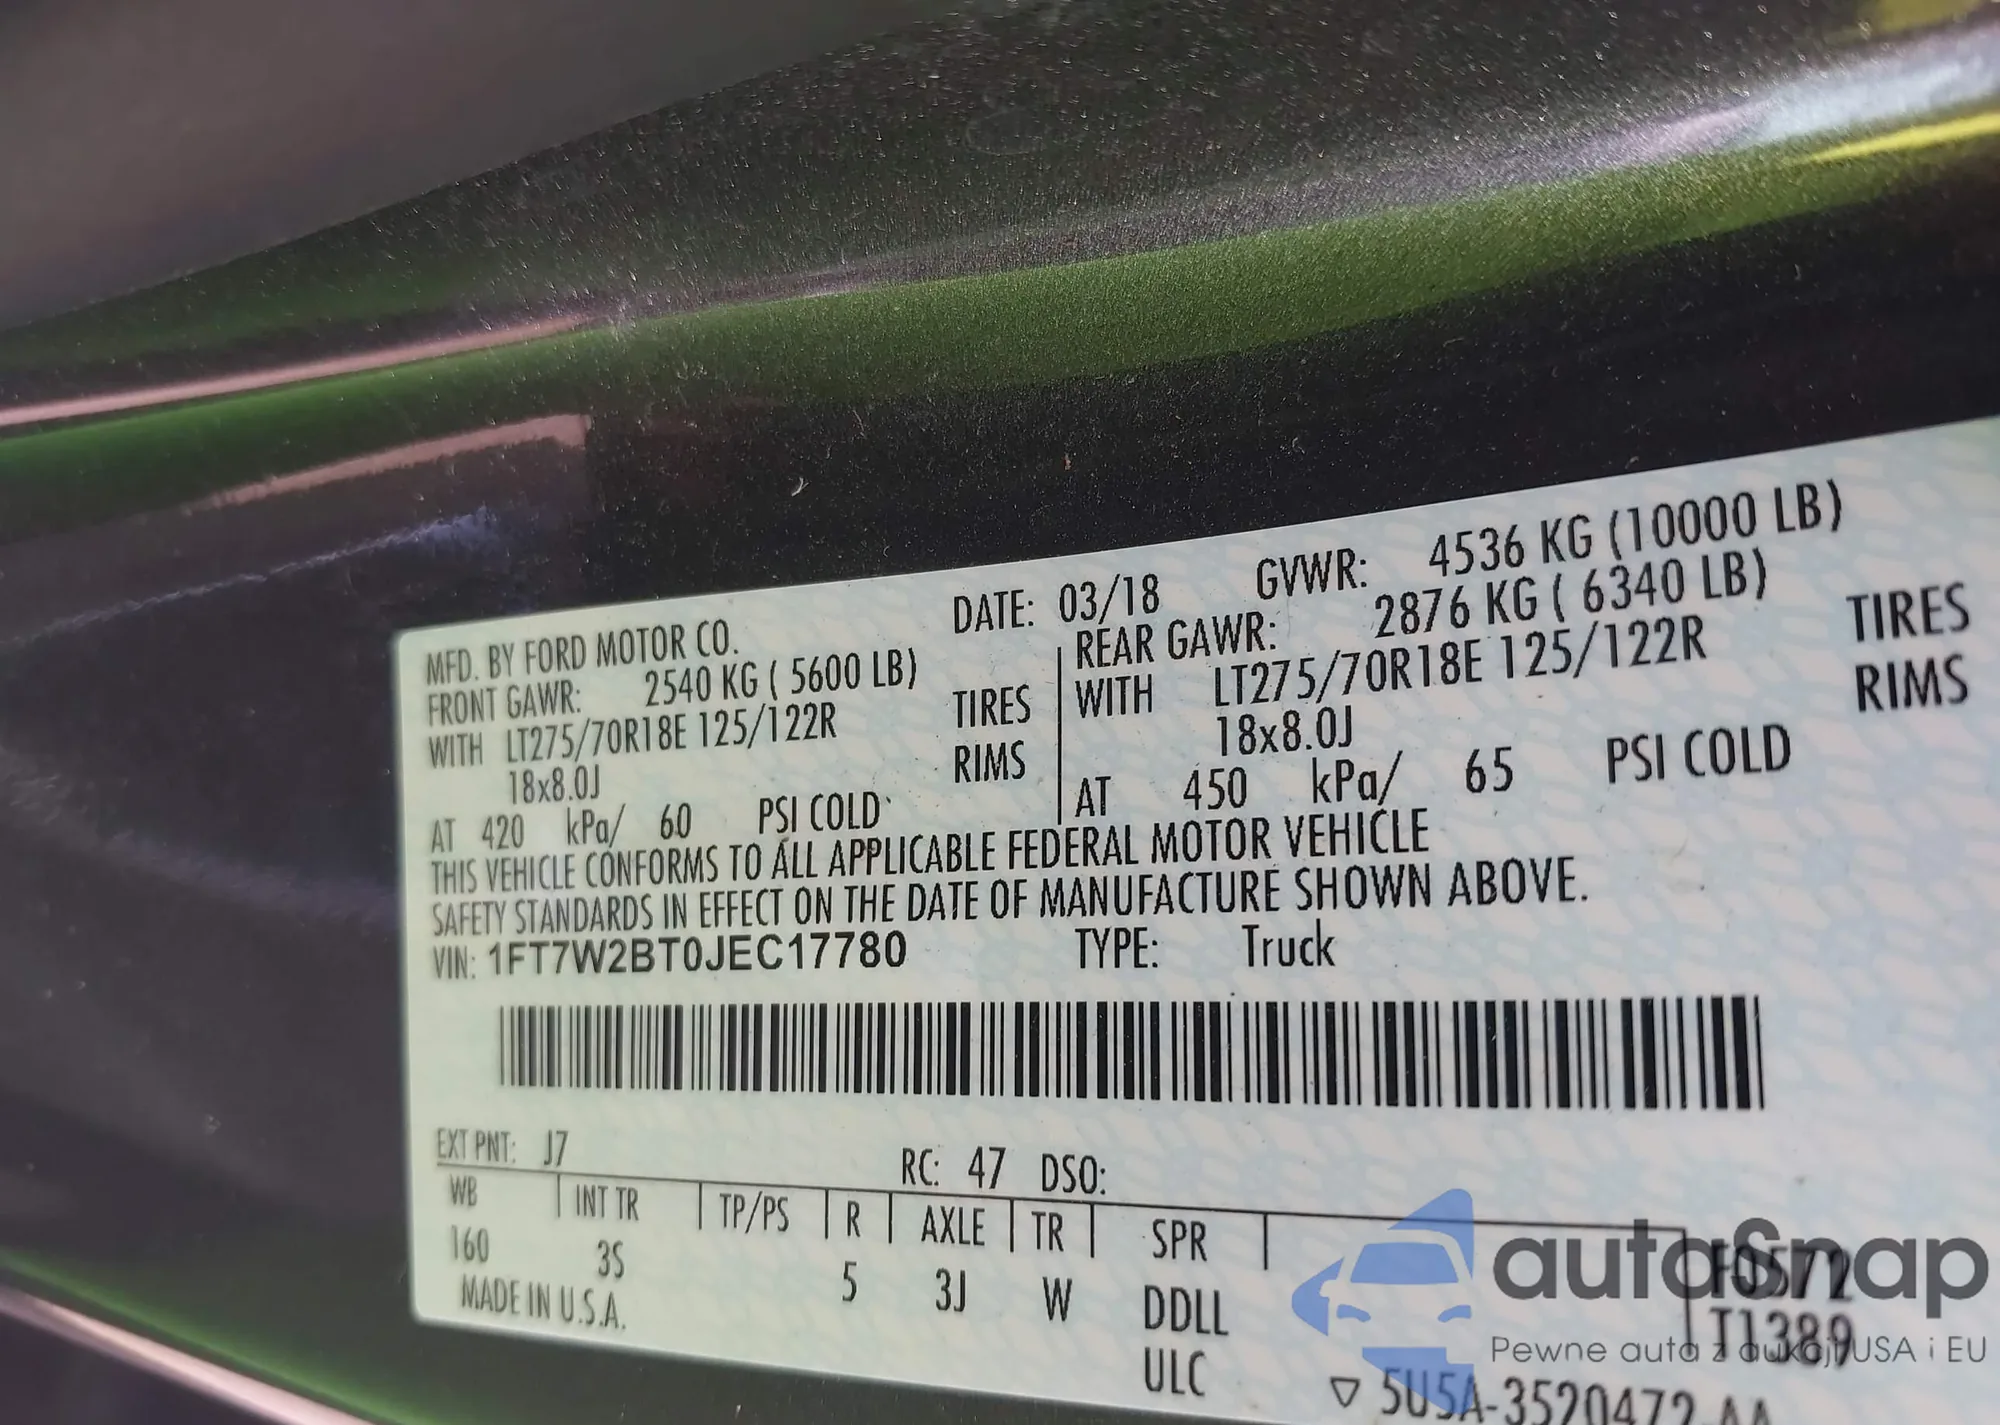 MFD. BY FORD MOTOR CO.
DATE: 03/18
GVWR: 4536 KG (10000 LB)
FRONT GAWR: 2540 KG ( 5600 LB)
REAR GAWR: 2876 KG ( 6340 LB)
WITH LT275/70R18E 125/122R TIRES
WITH LT275/70R18E 125/122R TIRES
18x8.0J RIMS
18x8.0J RIMS
AT 420 kPa/ 60 PSI COLD
AT 450 kPa/ 65 PSI COLD
THIS VEHICLE CONFORMS TO ALL APPLICABLE FEDERAL MOTOR VEHICLE
SAFETY STANDARDS IN EFFECT ON THE DATE OF MANUFACTURE SHOWN ABOVE.
VIN: 1FT7W2BT0JEC17780 TYPE: Truck
EXT PNT: J7 RC: 47 DSO:
WB INT TR TP/PS R AXLE TR SPR
160 3S 5 3J W DDLL
F0572
T1389
MADE IN U.S.A.
ULC
5U5A-3520472-AA
autaSnap
Pewne auta z aukcji USA i EU